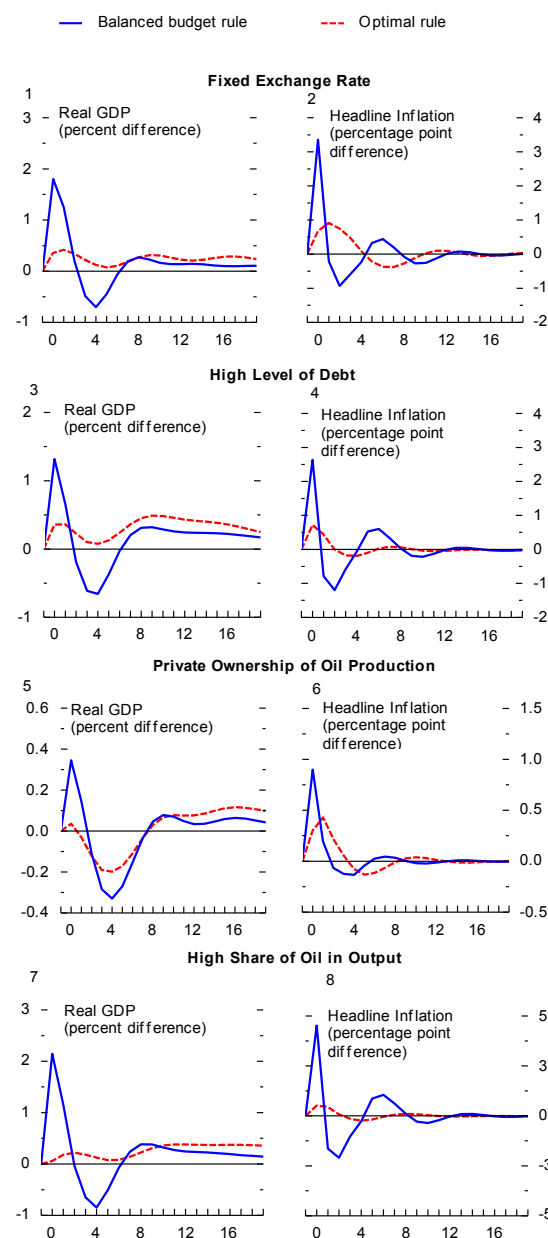 Balanced budget rule Optimal rule
Fixed Exchange Rate
1
Real GDP
(percent difference)
3
2
1
0
-1
0 4 8 12 16
2
Headline Inflation
(percentage point
difference)
4
3
2
1
0
-1
-2
0 4 8 12 16
High Level of Debt
3
Real GDP
(percent difference)
2
1
0
-1
0 4 8 12 16
4
Headline Inflation
(percentage point
difference)
4
3
2
1
0
-1
-2
0 4 8 12 16
Private Ownership of Oil Production
5
Real GDP
(percent difference)
0.6
0.4
0.2
0.0
-0.2
-0.4
0 4 8 12 16
6
Headline Inflation
(percentage point
difference)
1.5
1.0
0.5
0.0
-0.5
0 4 8 12 16
High Share of Oil in Output
7
Real GDP
(percent difference)
3
2
1
0
-1
0 4 8 12 16
8
Headline Inflation
(percentage point
difference)
5
3
0
-3
-5
0 4 8 12 16